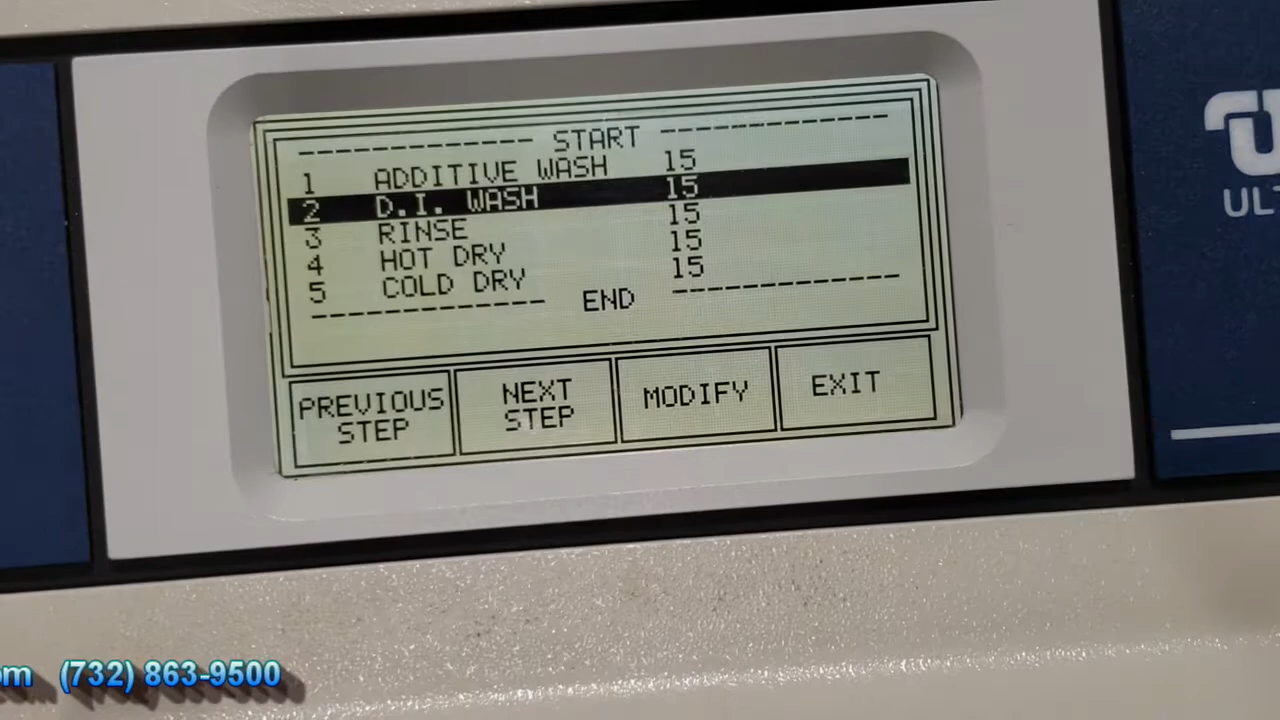 ------------- START -------------
1 ADDITIVE WASH 15
2 D.I. WASH 15
3 RINSE 15
4 HOT DRY 15
5 COLD DRY 15
------------- END -------------
PREVIOUS STEP
NEXT STEP
MODIFY
EXIT
(732) 863-9500